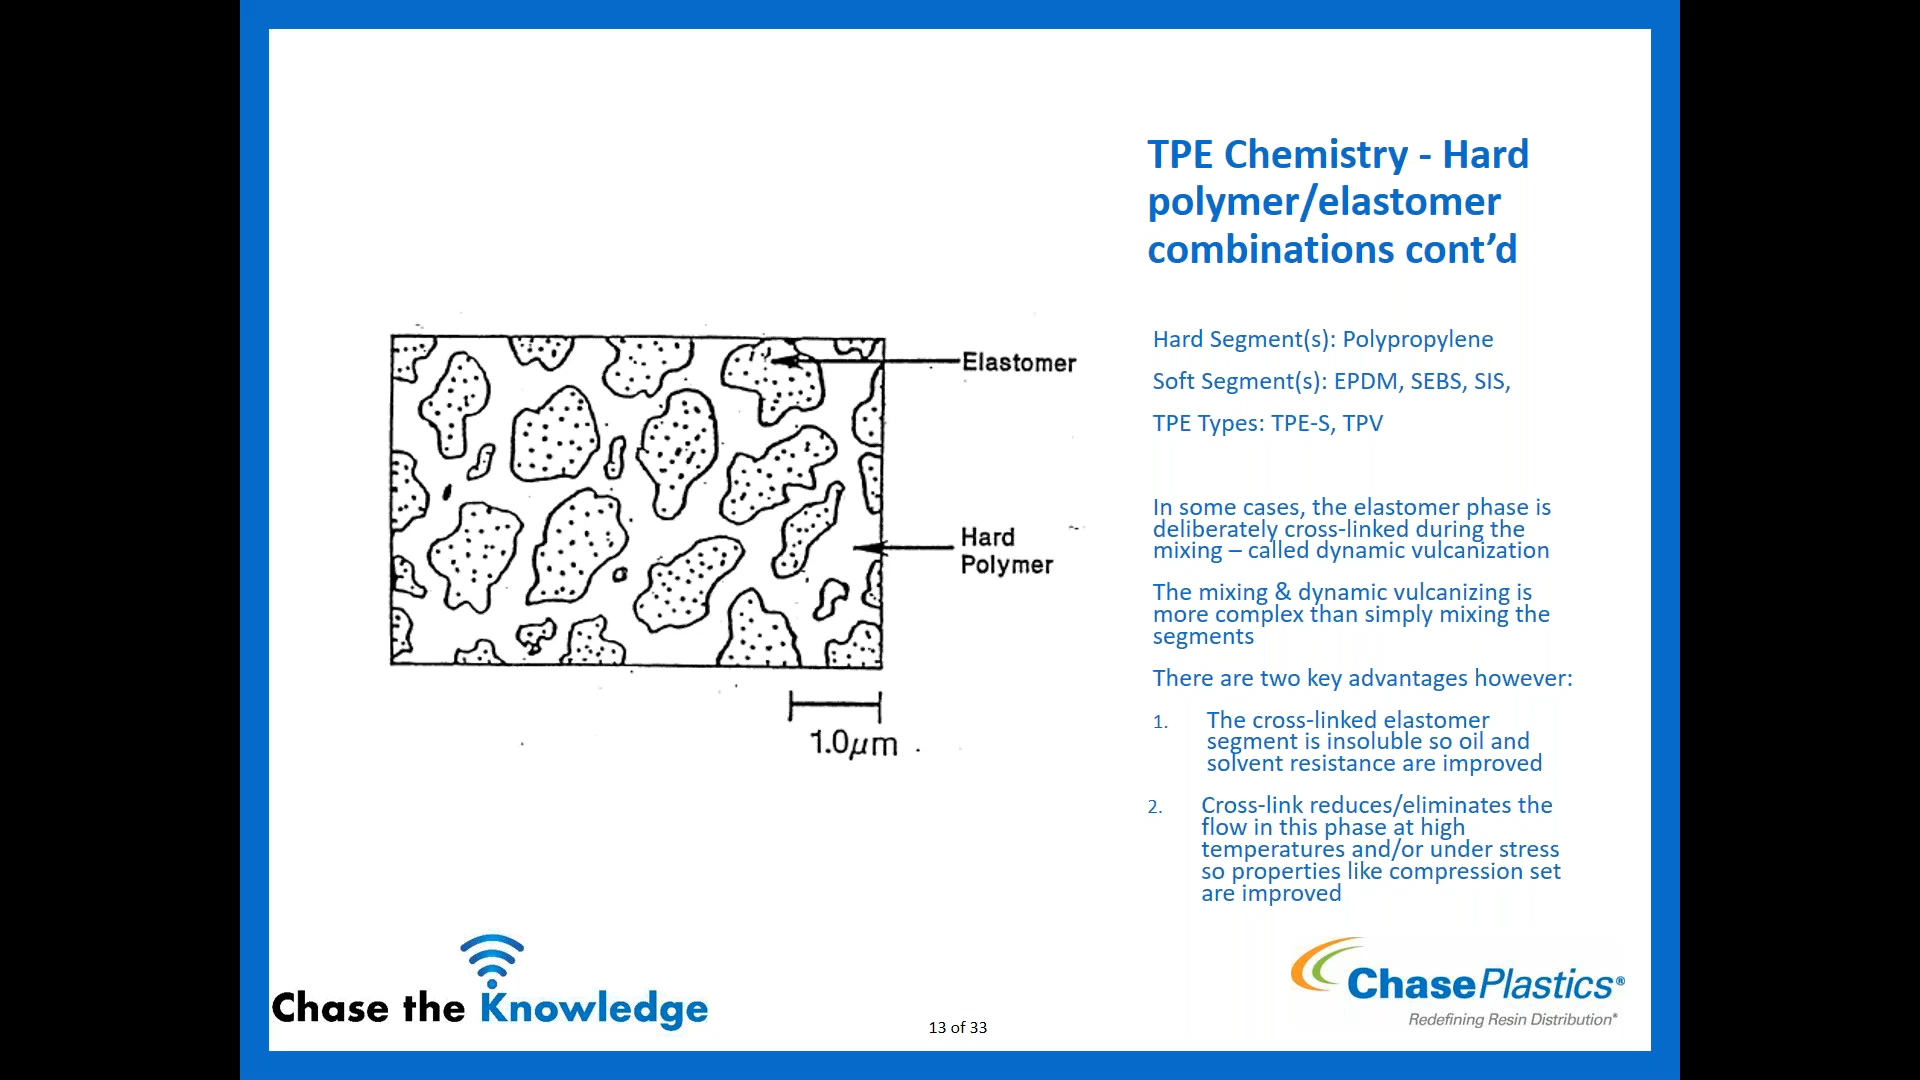 TPE Chemistry - Hard
polymer/elastomer
combinations cont’d
Elastomer
Hard
Polymer
1.0µm
Hard Segment(s): Polypropylene
Soft Segment(s): EPDM, SEBS, SIS,
TPE Types: TPE-S, TPV
In some cases, the elastomer phase is
deliberately cross-linked during the
mixing – called dynamic vulcanization
The mixing & dynamic vulcanizing is
more complex than simply mixing the
segments
There are two key advantages however:
1. The cross-linked elastomer
segment is insoluble so oil and
solvent resistance are improved
2. Cross-link reduces/eliminates the
flow in this phase at high
temperatures and/or under stress
so properties like compression set
are improved
Chase the Knowledge
13 of 33
ChasePlastics®
Redefining Resin Distribution®